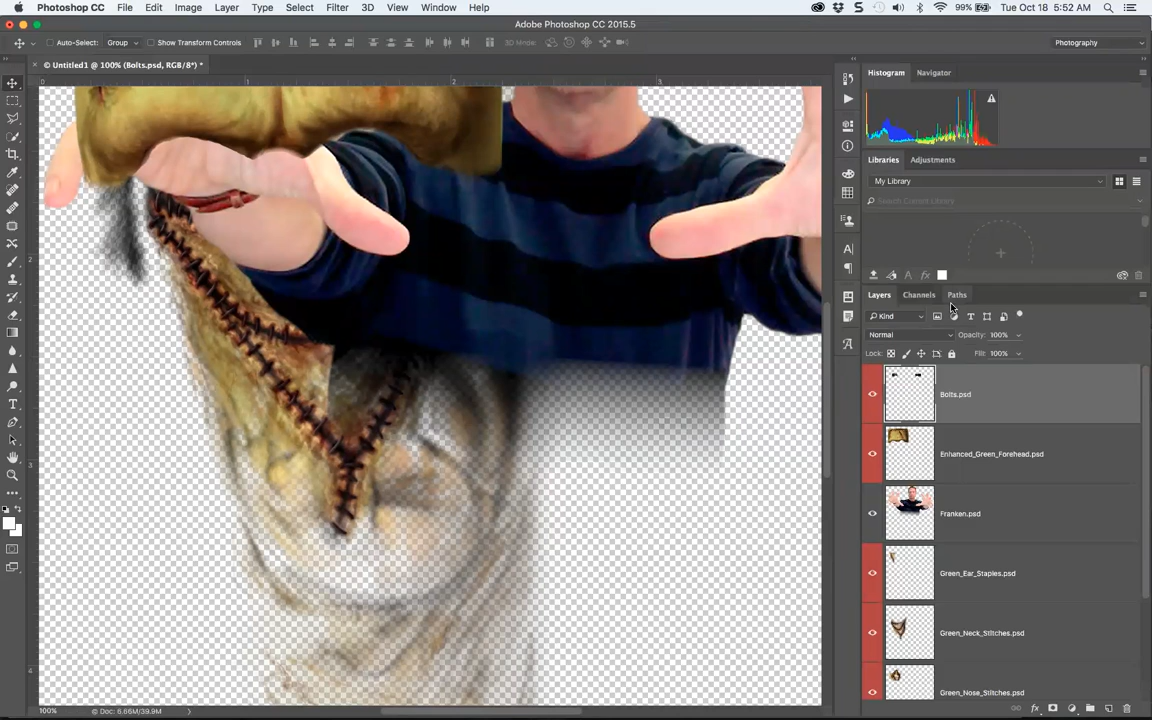 Photoshop CC File Edit Image Layer Type Select Filter 3D View Window Help 99% Tue Oct 18 5:52 AM
Adobe Photoshop CC 2015.5
Auto-Select: Group Show Transform Controls 3D Mode: Photography
© Untitled1 @ 100% (Bolts.psd, RGB/8*) *
Histogram Navigator
Libraries Adjustments
My Library
Search Current Library
Layers Channels Paths
Kind
Normal Opacity: 100%
Lock: Fill: 100%
Bolts.psd
Enhanced_Green_Forehead.psd
Franken.psd
Green_Ear_Staples.psd
Green_Neck_Stitches.psd
Green_Nose_Stitches.psd
100% Doc: 6.66M/39.9M